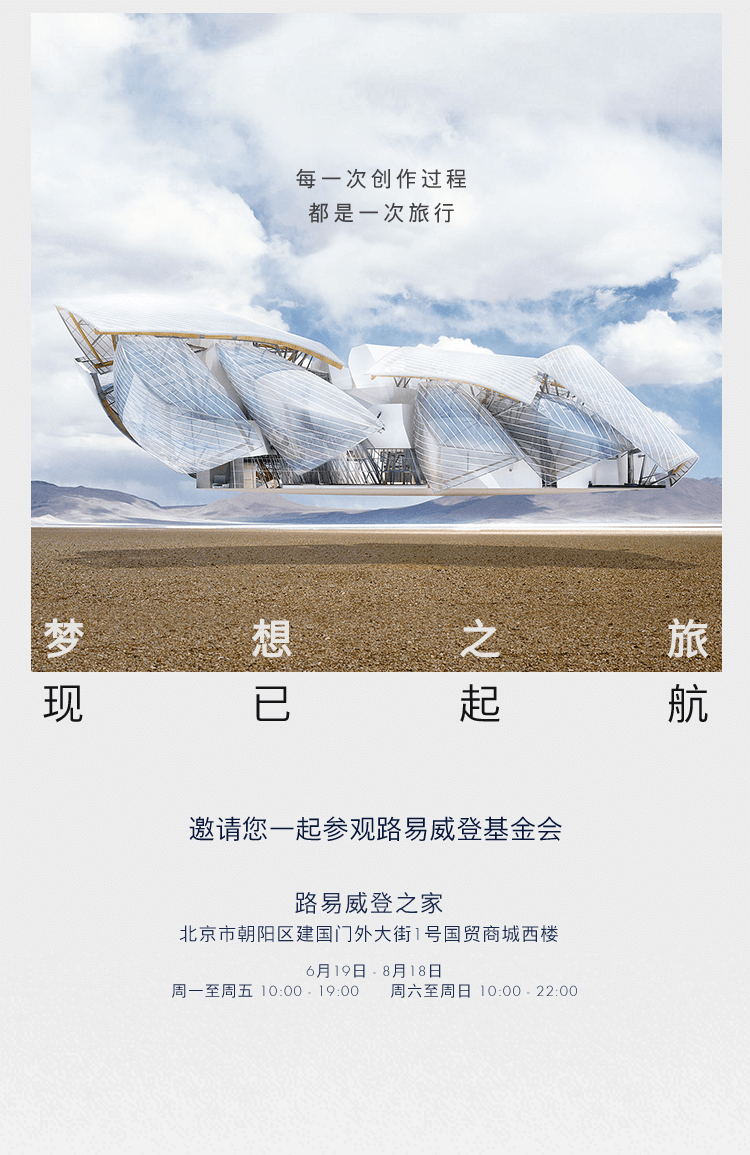 每一次创作过程
都是一次旅行
梦想之旅
现已起航
邀请您一起参观路易威登基金会
路易威登之家
北京市朝阳区建国门外大街1号国贸商城西楼
6月19日 - 8月18日
周一至周五 10:00 - 19:00 周六至周日 10:00 - 22:00